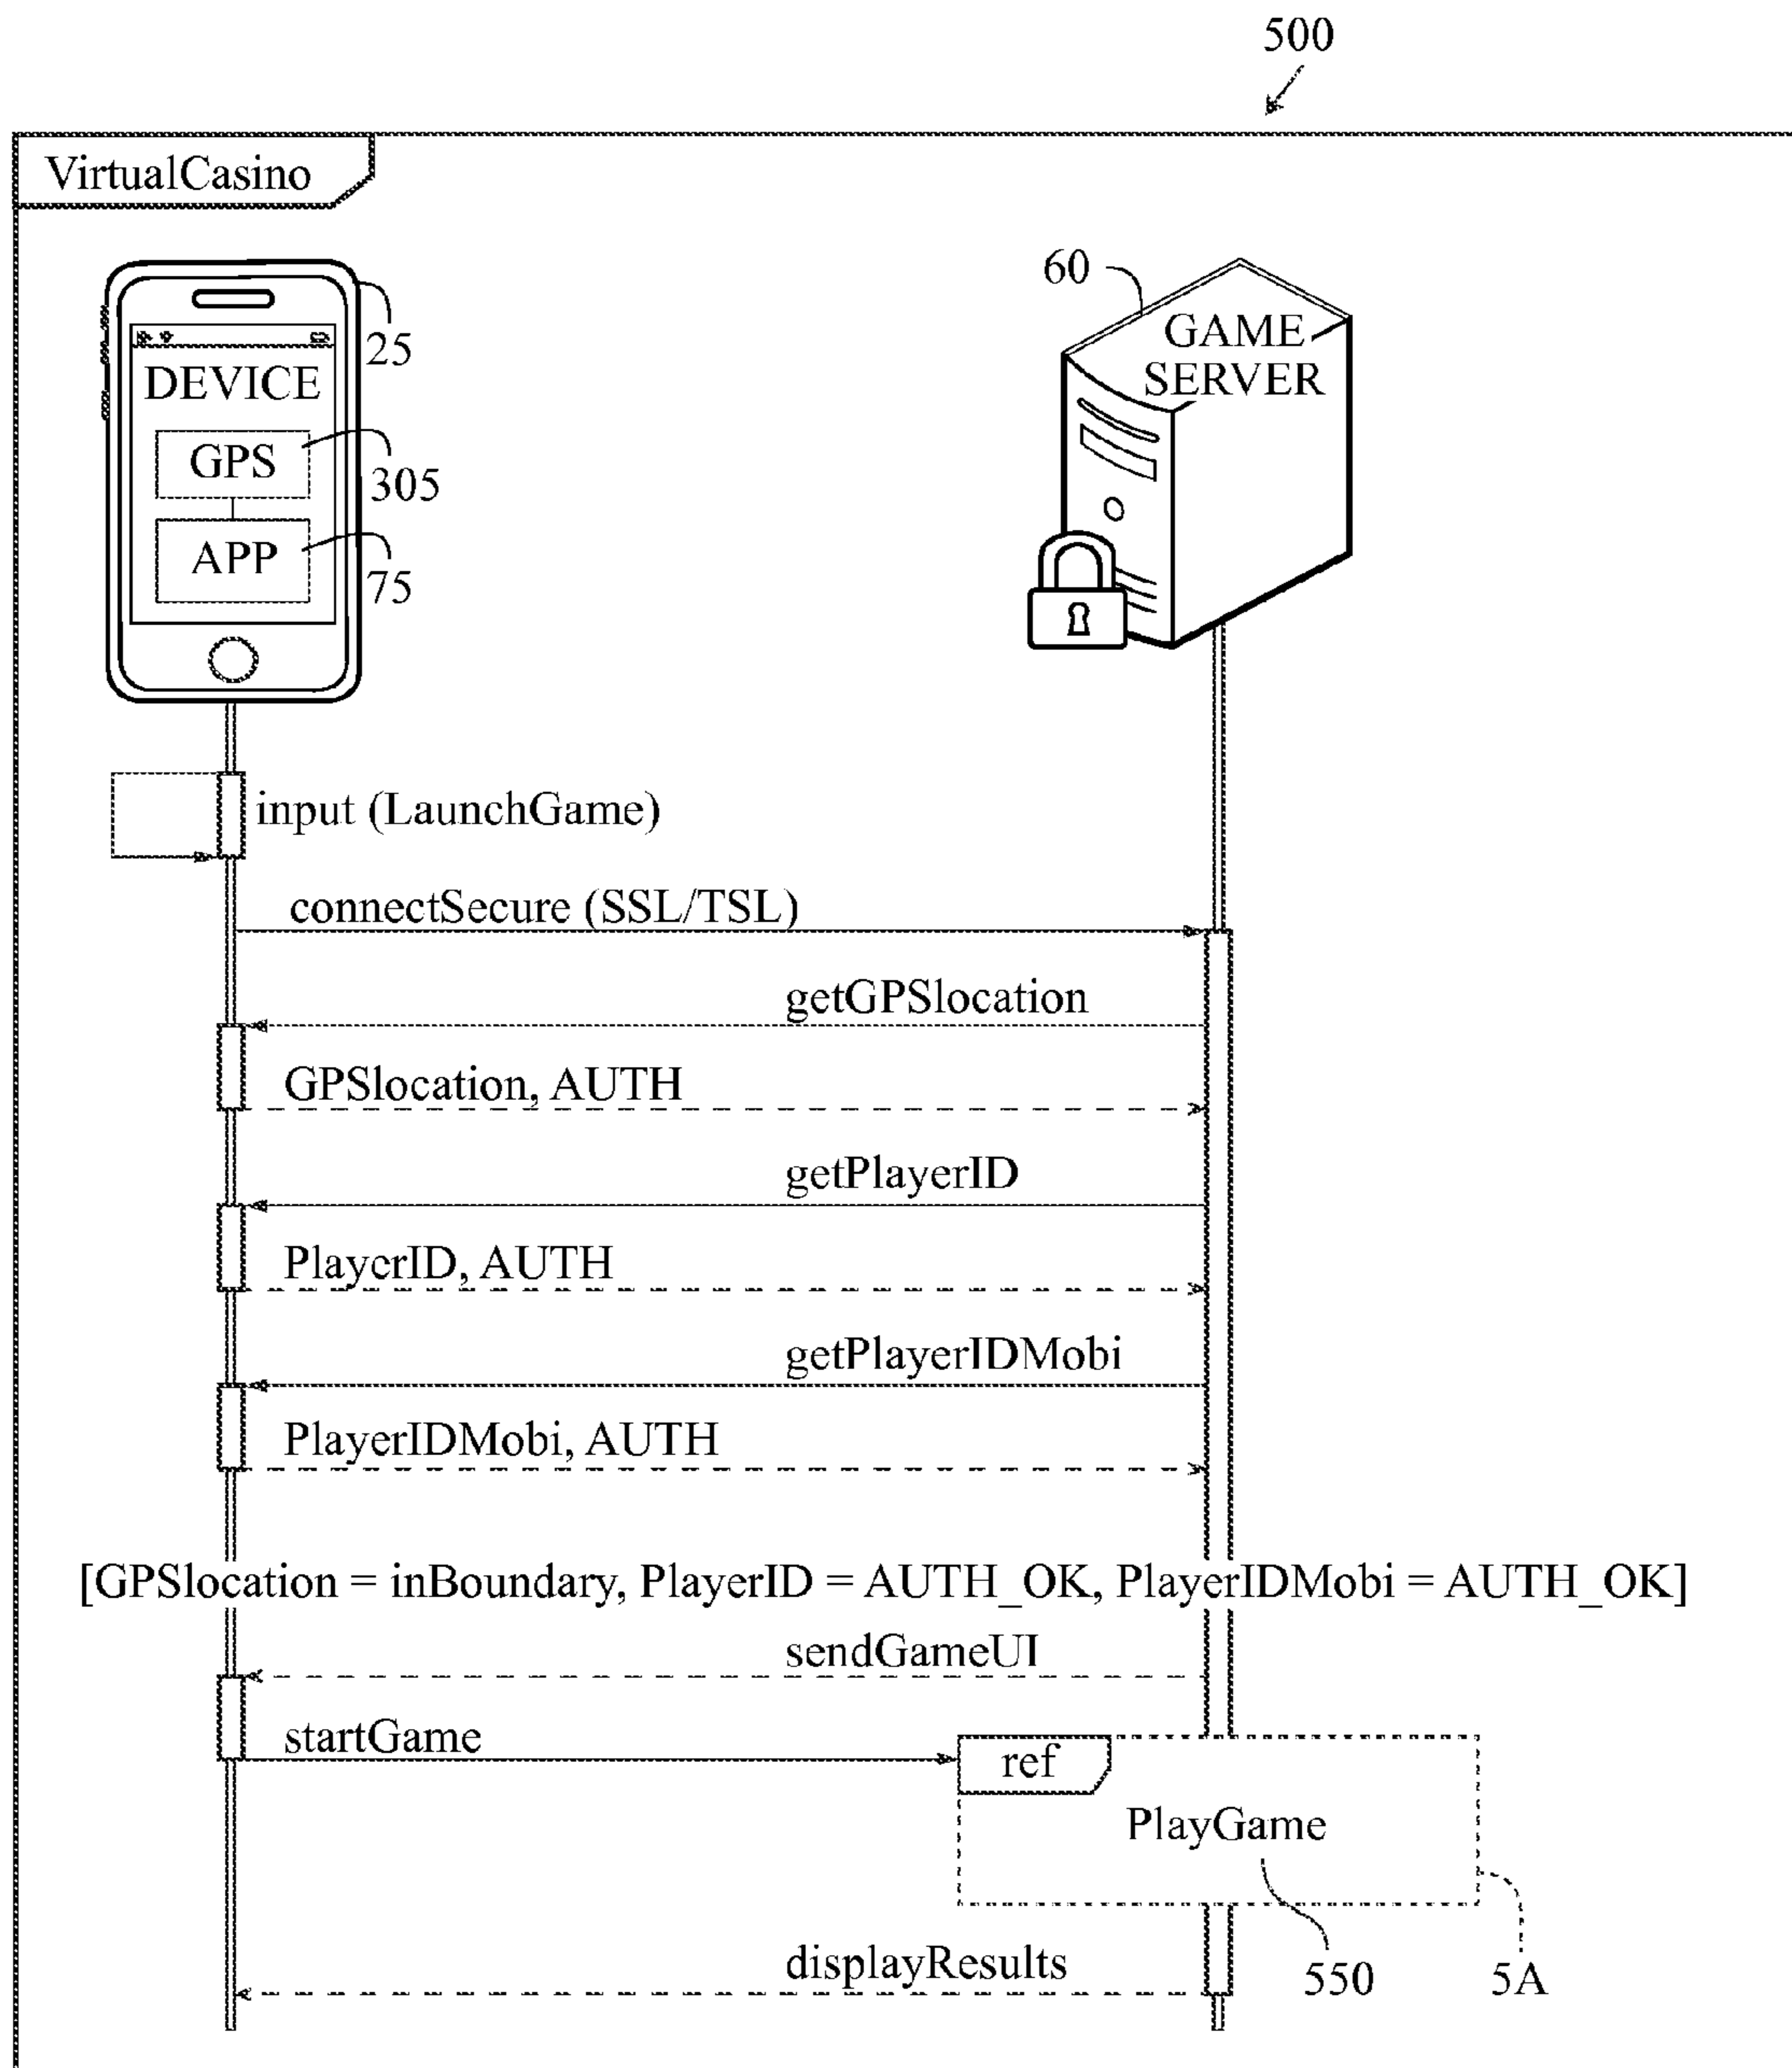 500
VirtualCasino
60
GAME
SERVER
25
DEVICE
GPS
305
APP
75
input (LaunchGame)
connectSecure (SSL/TSL)
getGPSlocation
GPSlocation, AUTH
getPlayerID
PlayerID, AUTH
getPlayerIDMobi
PlayerIDMobi, AUTH
[GPSlocation = inBoundary, PlayerID = AUTH_OK, PlayerIDMobi = AUTH_OK]
sendGameUI
startGame
ref
PlayGame
displayResults
550
5A